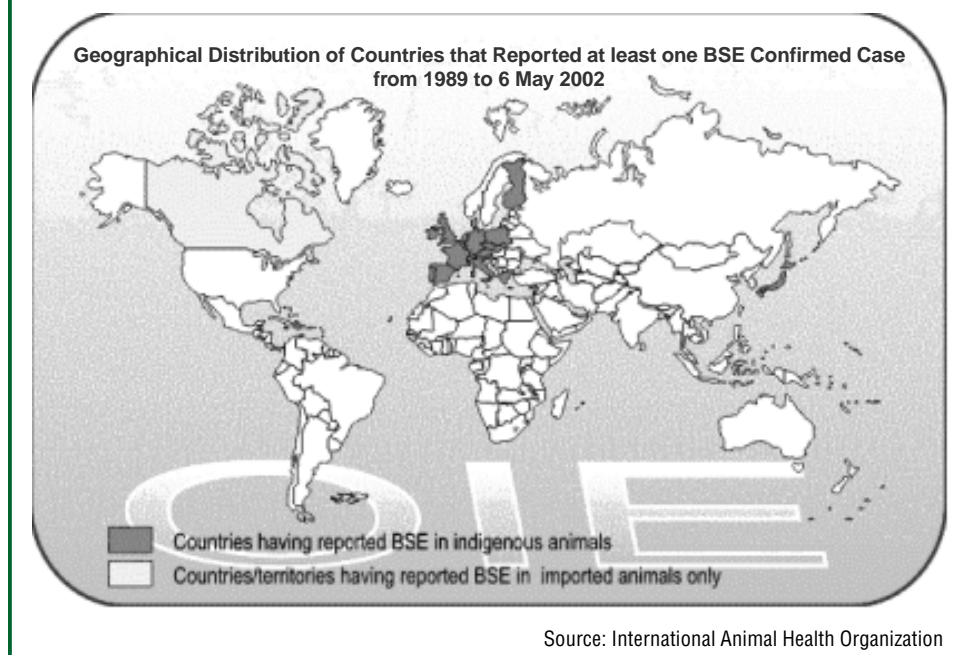 Geographical Distribution of Countries that Reported at least one BSE Confirmed Case
from 1989 to 6 May 2002
OIE
Countries having reported BSE in indigenous animals
Countries/territories having reported BSE in imported animals only
Source: International Animal Health Organization